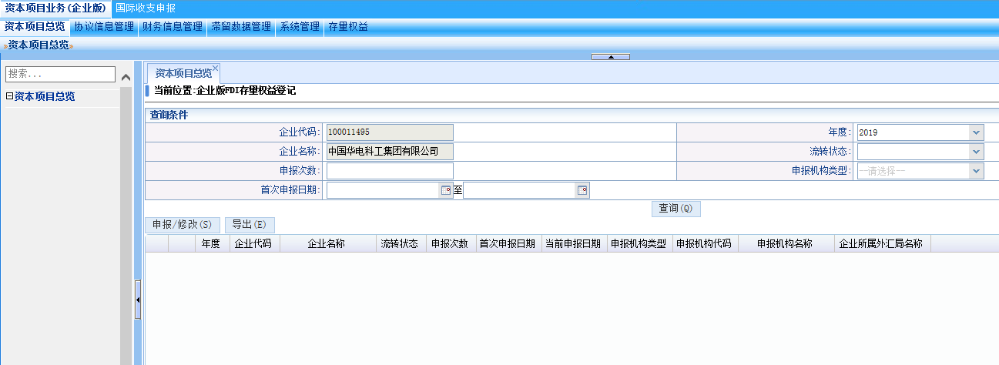 资本项目业务(企业版) 国际收支申报
资本项目总览 协议信息管理 财务信息管理 滞留数据管理 系统管理 存量权益
»资本项目总览»
搜索...
资本项目总览
资本项目总览
当前位置:企业版FDI存量权益登记
查询条件
企业代码: 100011495 年度: 2019
企业名称: 中国华电科工集团有限公司 流转状态:
申报次数: 申报机构类型: --请选择--
首次申报日期: 至
查询(Q)
申报/修改(S) 导出(E)
年度 企业代码 企业名称 流转状态 申报次数 首次申报日期 当前申报日期 申报机构类型 申报机构代码 申报机构名称 企业所属外汇局名称